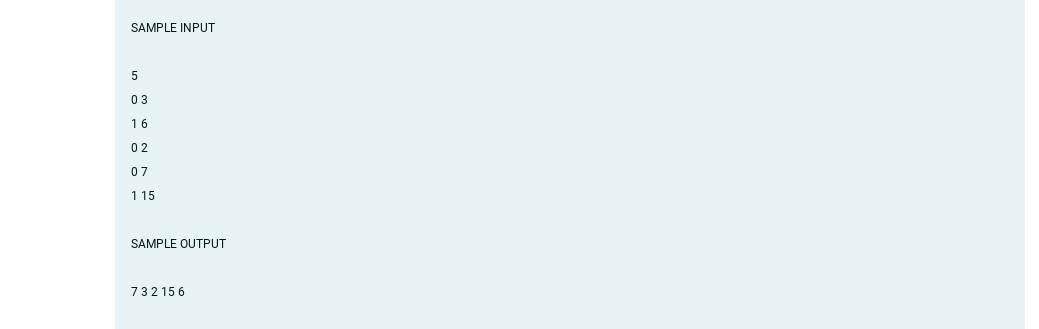 SAMPLE INPUT
5
0 3
1 6
0 2
0 7
1 15
SAMPLE OUTPUT
7 3 2 15 6